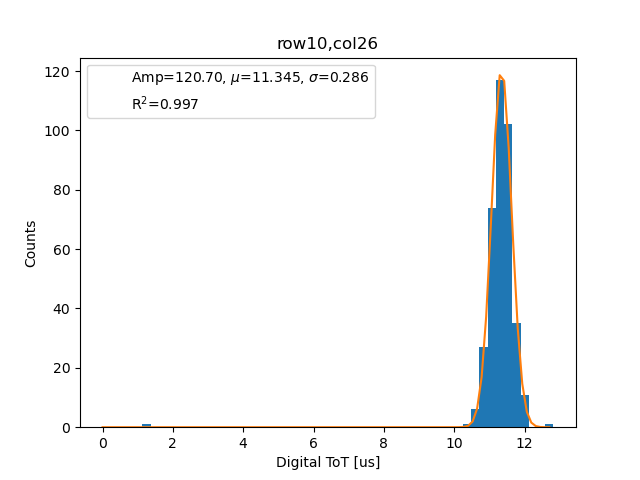 row10,col26
Amp=120.70, μ=11.345, σ=0.286
R²=0.997
120
100
80
60
40
20
0
Counts
0 2 4 6 8 10 12
Digital ToT [us]